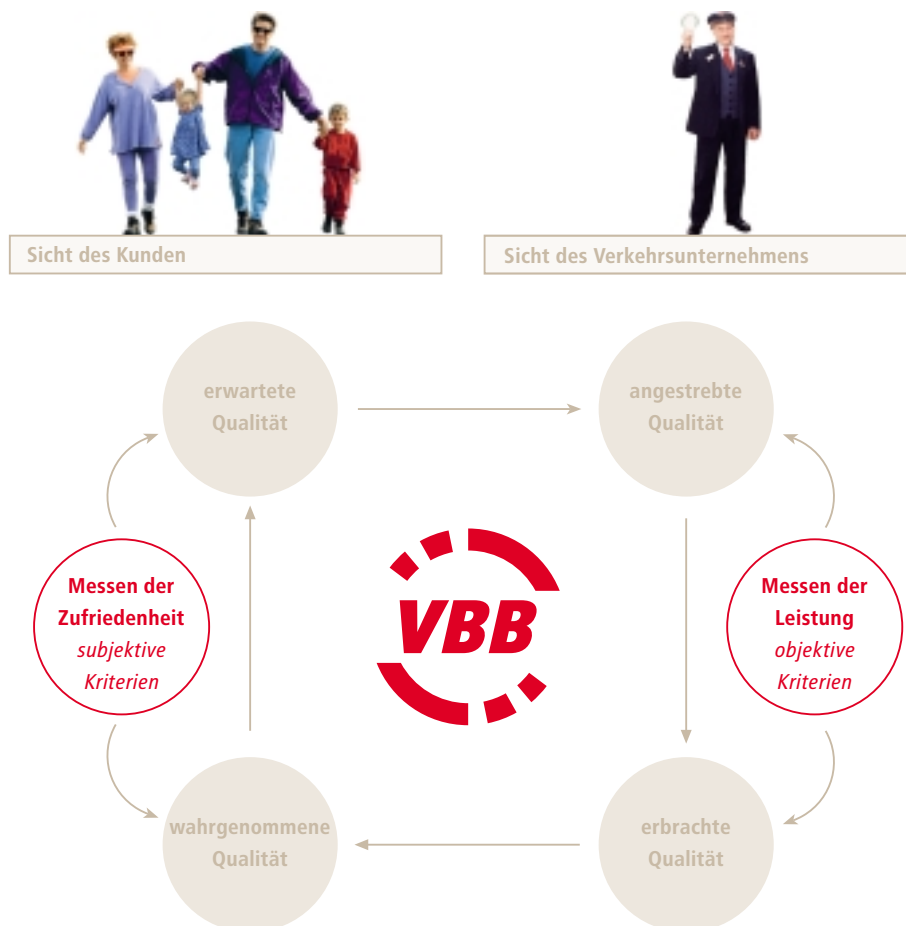 Sicht des Kunden
Sicht des Verkehrsunternehmens
erwartete
Qualität
angestrebte
Qualität
Messen der
Zufriedenheit
subjektive
Kriterien
VBB
Messen der
Leistung
objektive
Kriterien
wahrgenommene
Qualität
erbrachte
Qualität